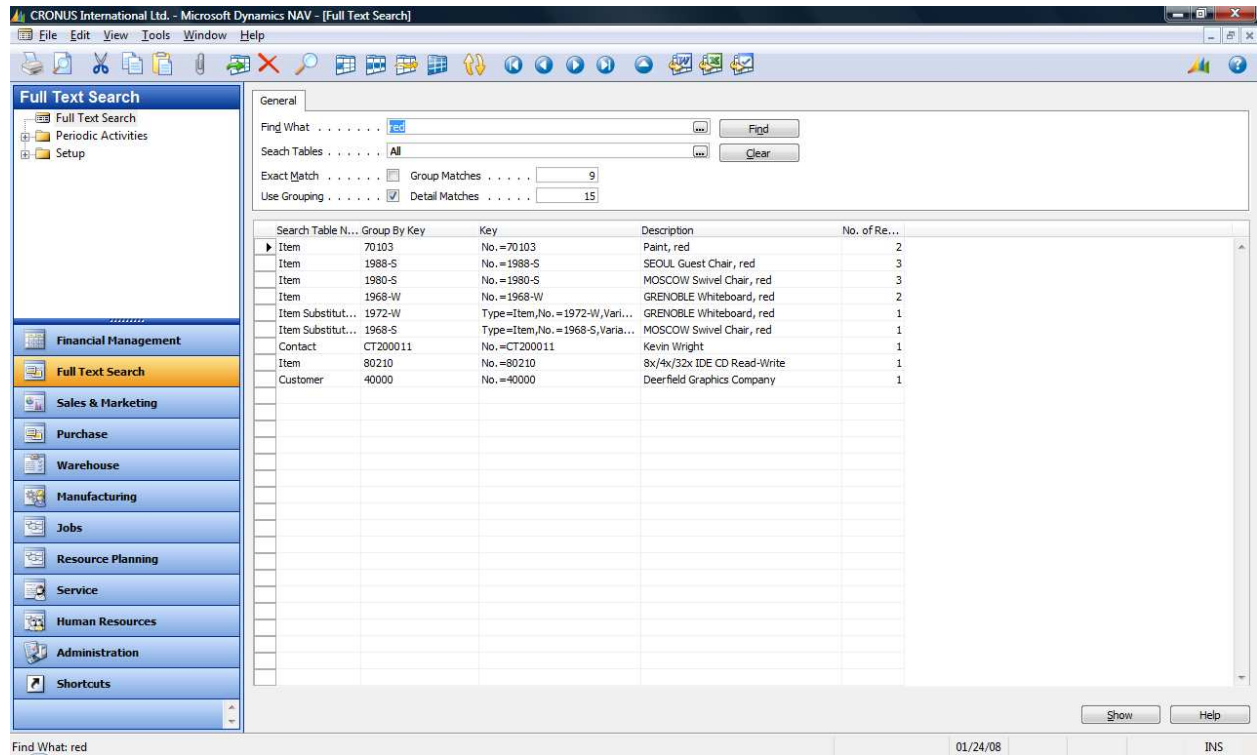 CRONUS International Ltd. - Microsoft Dynamics NAV - [Full Text Search]
File Edit View Tools Window Help
Full Text Search
Full Text Search
Periodic Activities
Setup
Financial Management
Full Text Search
Sales & Marketing
Purchase
Warehouse
Manufacturing
Jobs
Resource Planning
Service
Human Resources
Administration
Shortcuts
General
Find What . . . . . . . red ... Find
Seach Tables . . . . . . All ... Clear
Exact Match . . . . . . Group Matches . . . . . 9
Use Grouping . . . . . . Detail Matches . . . . . 15
Search Table N... Group By Key Key Description No. of Re...
Item 70103 No.=70103 Paint, red 2
Item 1988-S No.=1988-S SEOUL Guest Chair, red 3
Item 1980-S No.=1980-S MOSCOW Swivel Chair, red 3
Item 1968-W No.=1968-W GRENOBLE Whiteboard, red 2
Item Substitut... 1972-W Type=Item,No.=1972-W,Vari... GRENOBLE Whiteboard, red 1
Item Substitut... 1968-S Type=Item,No.=1968-S,Varia... MOSCOW Swivel Chair, red 1
Contact CT200011 No.=CT200011 Kevin Wright 1
Item 80210 No.=80210 8x/4x/32x IDE CD Read-Write 1
Customer 40000 No.=40000 Deerfield Graphics Company 1
Show Help
Find What: red 01/24/08 INS